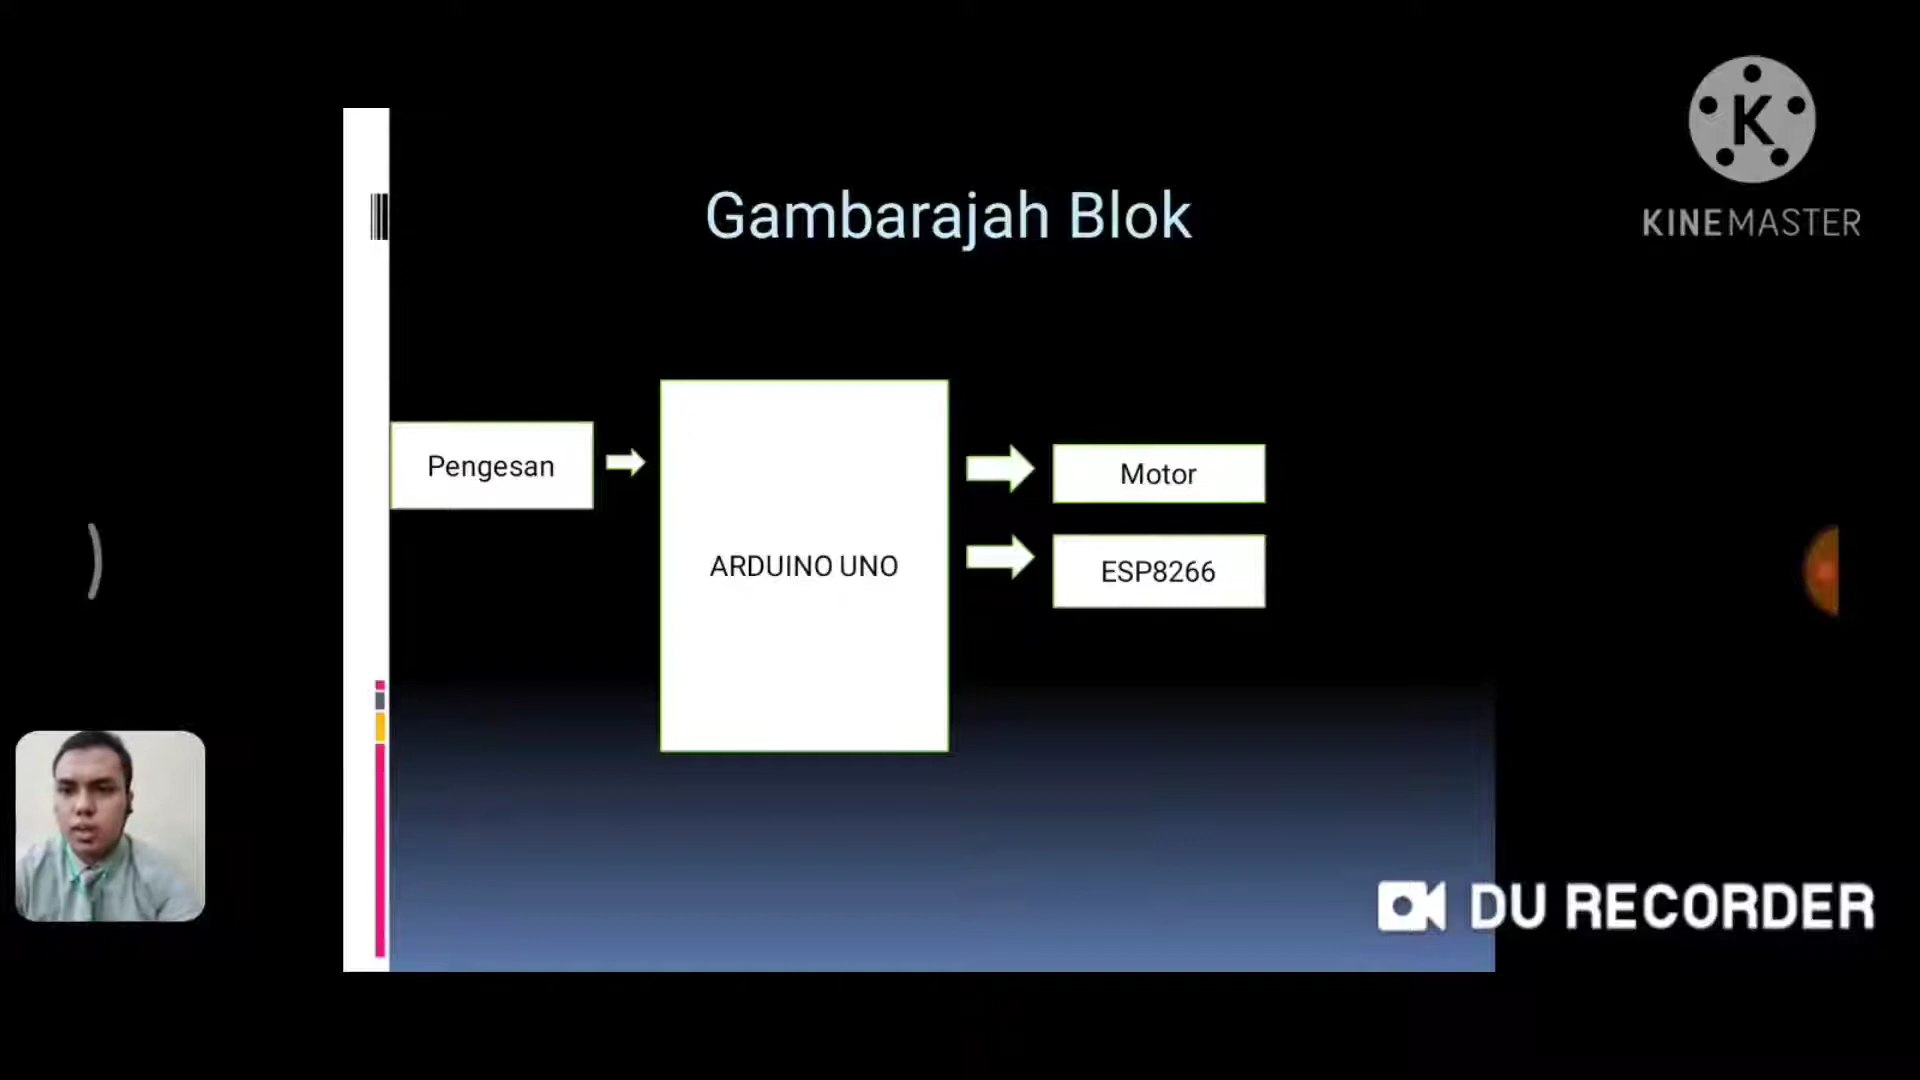 Gambarajah Blok
K
KINEMASTER
Pengesan
ARDUINO UNO
Motor
ESP8266
DU RECORDER